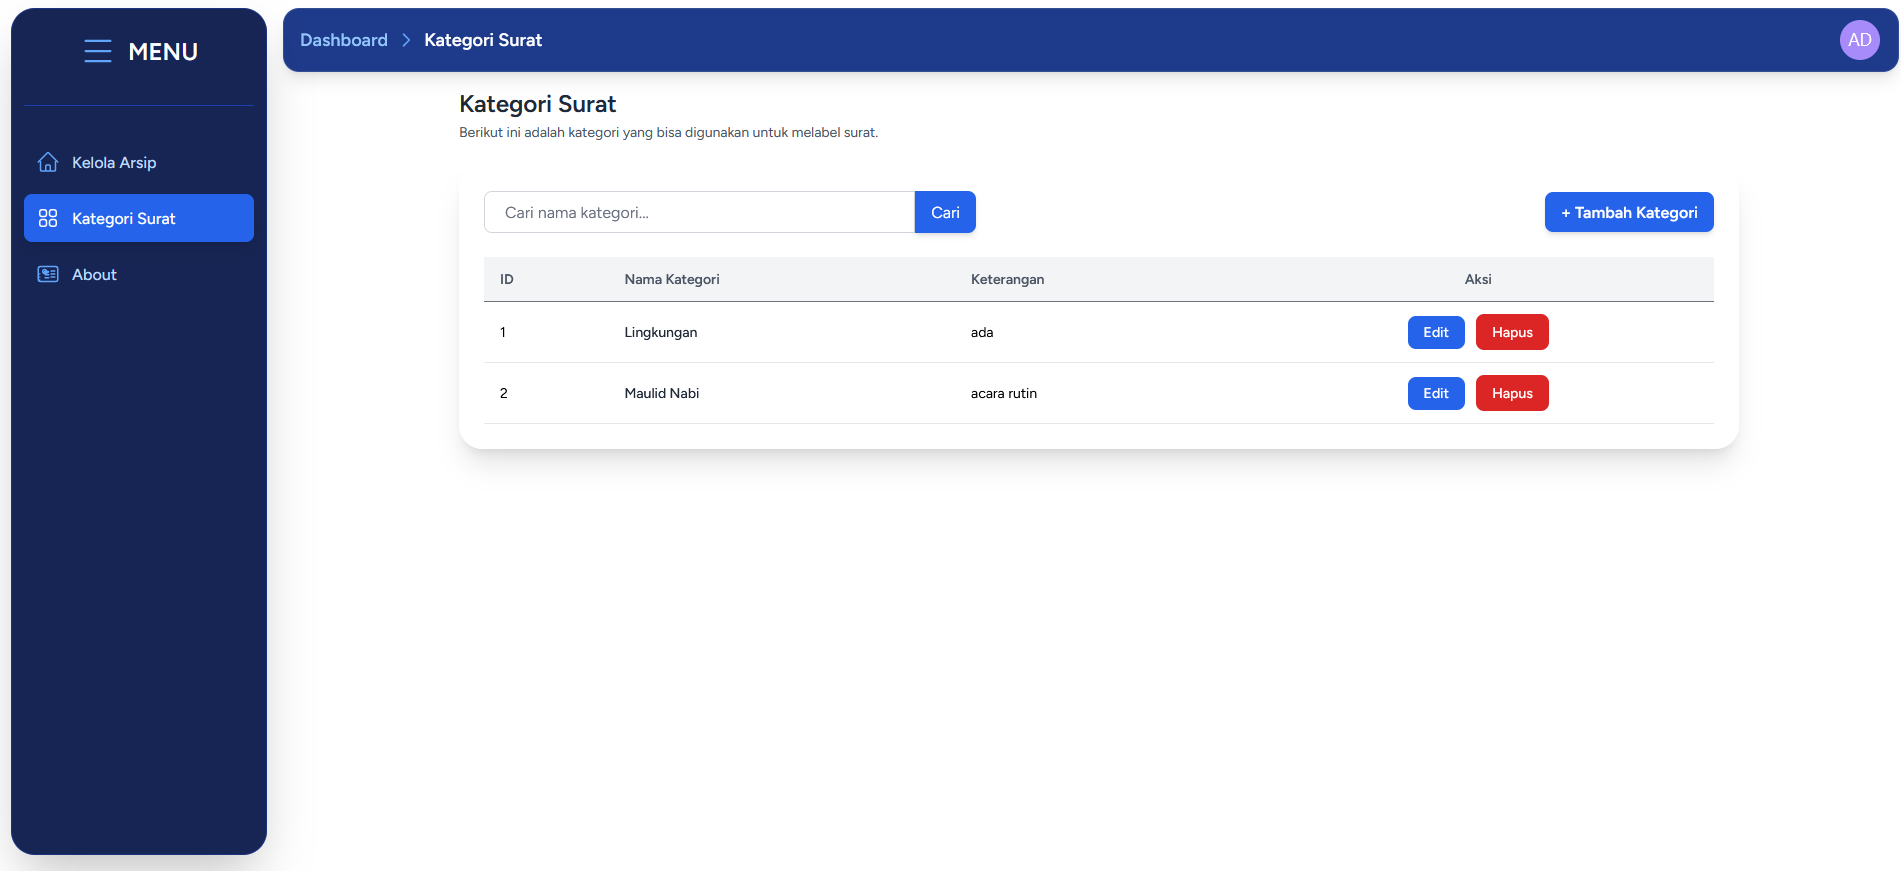 MENU
Kelola Arsip
Kategori Surat
About
Dashboard > Kategori Surat
AD
Kategori Surat
Berikut ini adalah kategori yang bisa digunakan untuk melabel surat.
Cari nama kategori... Cari + Tambah Kategori
ID Nama Kategori Keterangan Aksi
1 Lingkungan ada Edit Hapus
2 Maulid Nabi acara rutin Edit Hapus